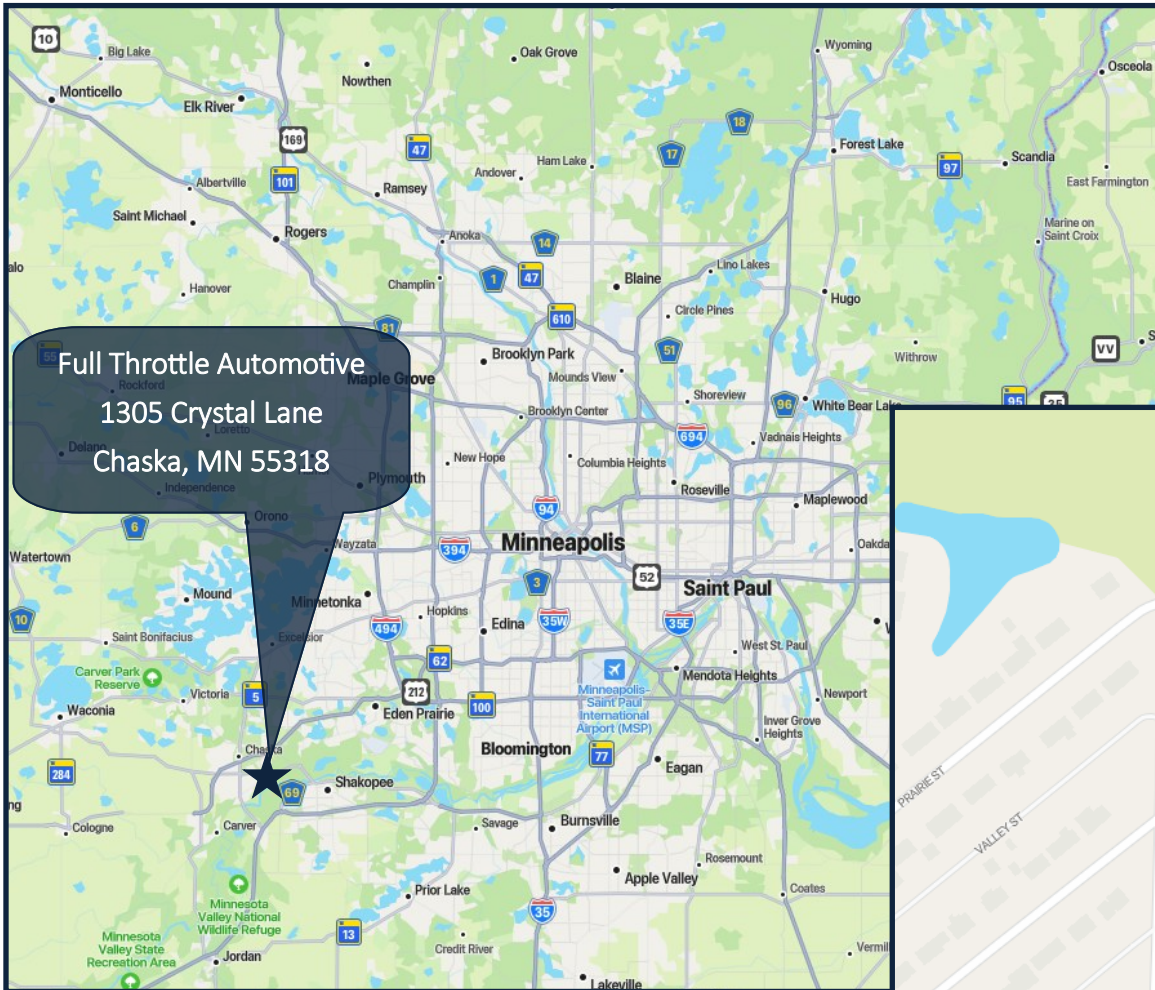 10
Big Lake
Oak Grove
Wyoming
Osceola
Nowthen
Monticello
Elk River
169
47
18
17
Forest Lake
97
Scandia
Ham Lake
Andover
101
Albertville
Ramsey
East Farmington
Saint Michael
Rogers
Anoka
14
Marine on
Saint Croix
1
47
Blaine
Lino Lakes
alo
Hanover
Champlin
Hugo
610
Circle Pines
81
51
55
Full Throttle Automotive
1305 Crystal Lane
Chaska, MN 55318
Brooklyn Park
Mounds View
Withrow
VV
S
Maple Grove
Rockford
Shoreview
96
White Bear Lake
95
35
Brooklyn Center
694
Vadnais Heights
Loretto
Delano
New Hope
Columbia Heights
Plymouth
Independence
Roseville
Maplewood
94
Orono
6
Wayzata
394
Minneapolis
Oakda
Watertown
3
52
Saint Paul
Mound
Minnetonka
10
Hopkins
494
Edina
35W
35E
W
Saint Bonifacius
Excelsior
62
West St. Paul
Carver Park
Reserve
Mendota Heights
5
Victoria
212
100
Minneapolis-
Saint Paul
International
Airport (MSP)
Newport
Waconia
Eden Prairie
Inver Grove
Heights
Bloomington
77
Chaska
284
69
Shakopee
Eagan
ng
Cologne
Carver
Savage
Burnsville
PRAIRIE ST
VALLEY ST
Rosemount
Apple Valley
Prior Lake
Coates
Minnesota
Valley National
Wildlife Refuge
35
13
Minnesota
Valley State
Recreation Area
Credit River
Jordan
Vermil
Lakeville